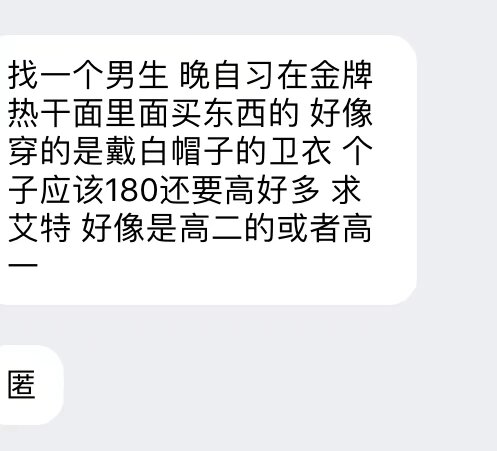 找一个男生 晚自习在金牌
热干面里面买东西的 好像
穿的是戴白帽子的卫衣 个
子应该180还要高好多 求
艾特 好像是高二的或者高
一
匿